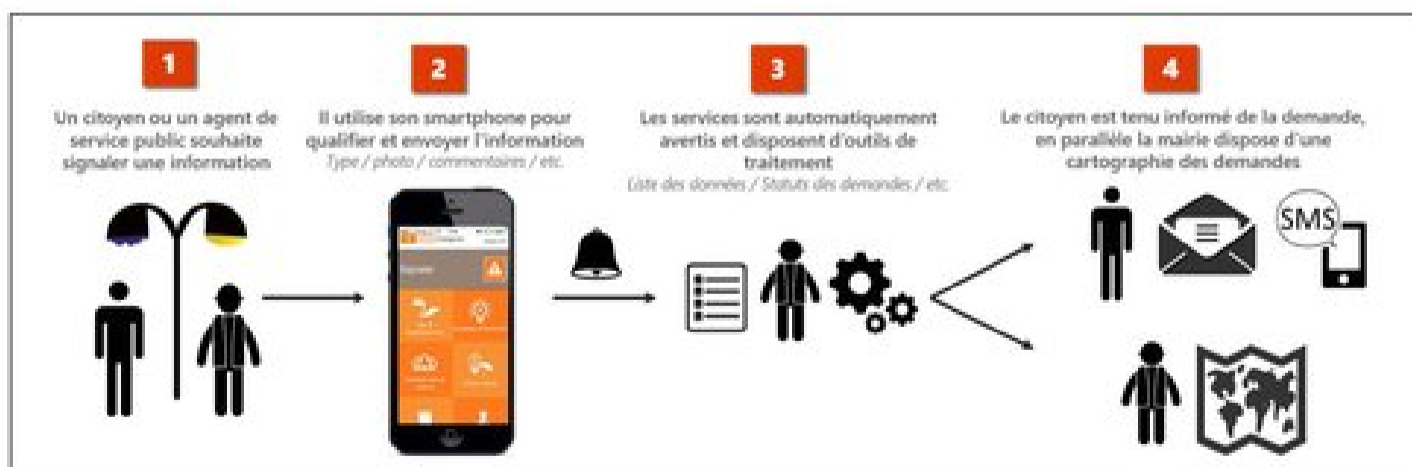 1
Un citoyen ou un agent de
service public souhaite
signaler une information
2
Il utilise son smartphone pour
qualifier et envoyer l'information
Type / photo / commentaires / etc.
3
Les services sont automatiquement
avertis et disposent d'outils de
traitement
Liste des données / Statuts des demandes / etc.
4
Le citoyen est tenu informé de la demande,
en parallèle la mairie dispose d'une
cartographie des demandes
SMS